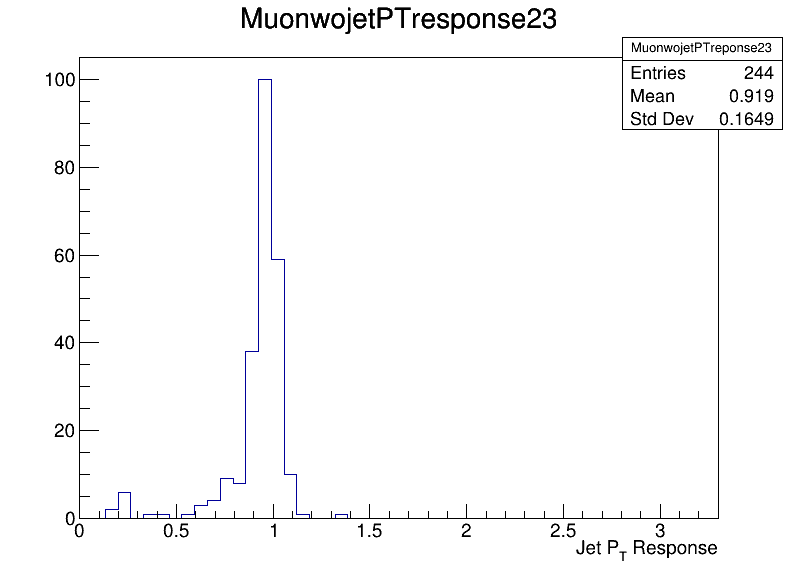 MuonwojetPTresponse23
MuonwojetPTreponse23
Entries 244
Mean 0.919
Std Dev 0.1649
100
80
60
40
20
0
0 0.5 1 1.5 2 2.5 3
Jet P_T Response